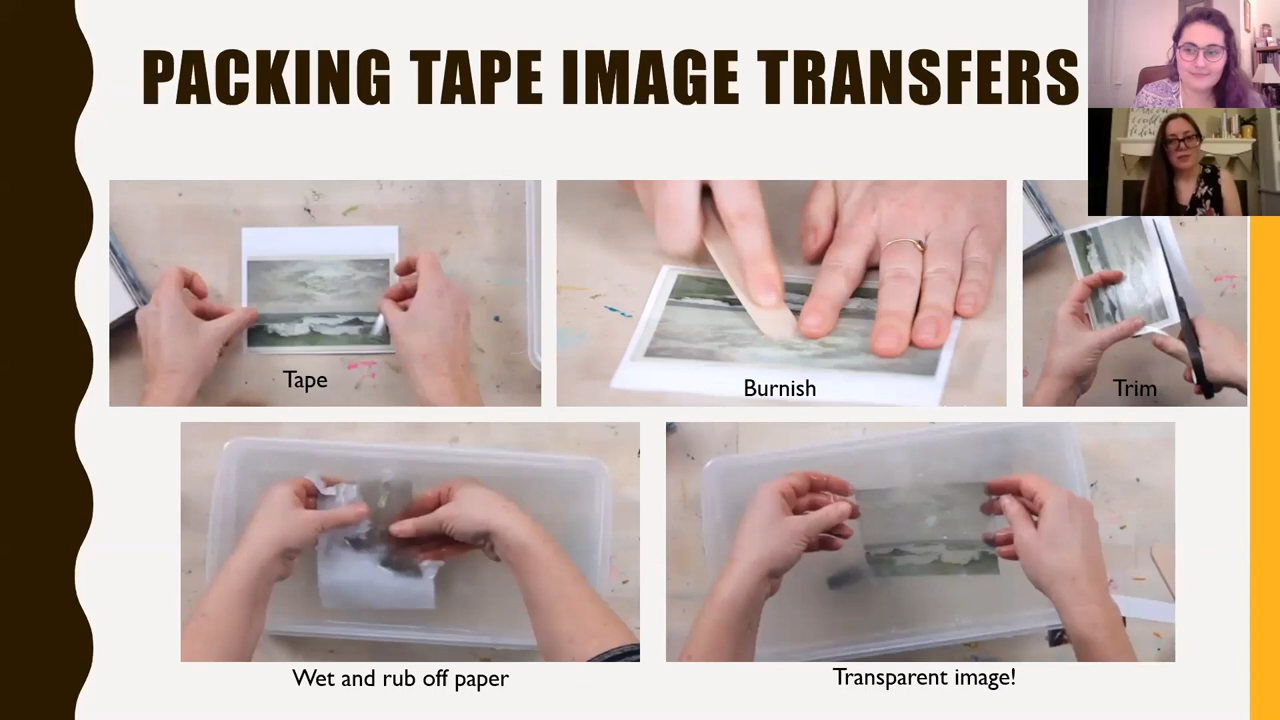 PACKING TAPE IMAGE TRANSFERS
Tape
Burnish
Trim
Wet and rub off paper
Transparent image!